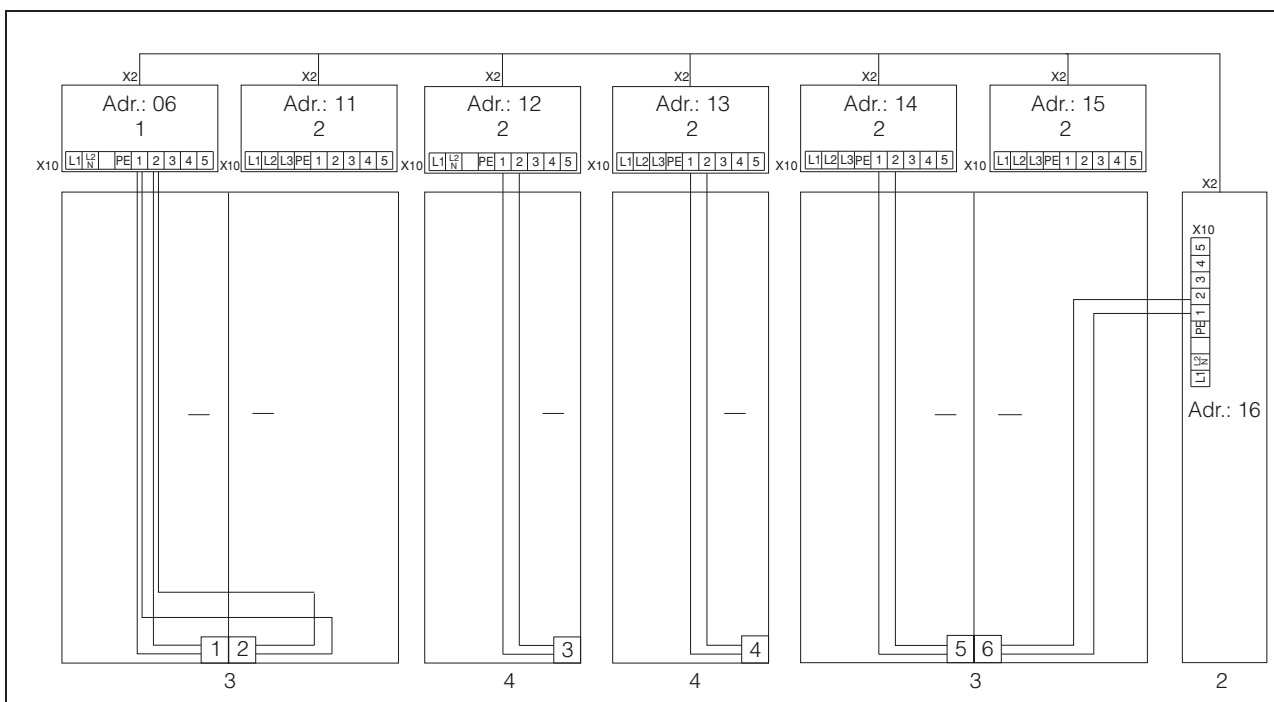 X2 X2 X2 X2 X2 X2
Adr.: 06 Adr.: 11 Adr.: 12 Adr.: 13 Adr.: 14 Adr.: 15
1 2 2 2 2 2
X10 L1 L2 N PE 1 2 3 4 5
X10 L1 L2 L3 PE 1 2 3 4 5
X10 L1 L2 N PE 1 2 3 4 5
X10 L1 L2 L3 PE 1 2 3 4 5
X10 L1 L2 L3 PE 1 2 3 4 5
X10 L1 L2 L3 PE 1 2 3 4 5
X2
X10
L1 L2 N PE 1 2 3 4 5
Adr.: 16
1 2 3 4 5 6
3 4 4 3 2